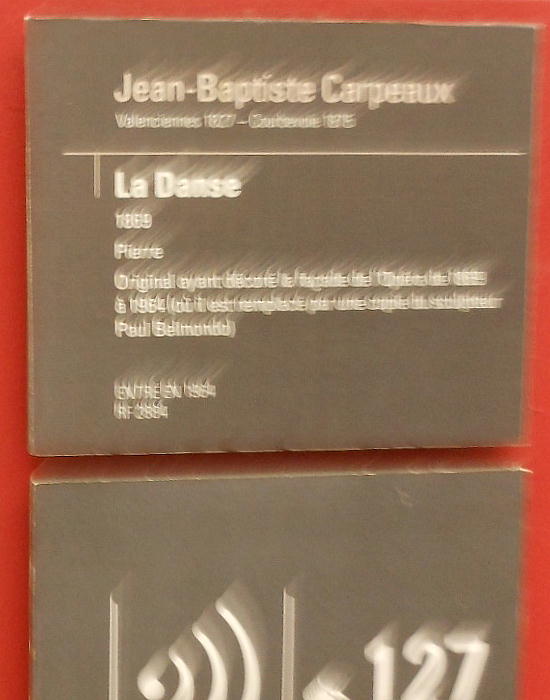 Jean-Baptiste Carpeaux
Valenciennes 1827 – Courbevoie 1875
La Danse
1869
Pierre
Original ayant décoré la façade de l'Opéra de 1869
à 1964 (où il est remplacé par une copie du sculpteur
Paul Belmondo)
ENTRÉ EN 1964
RF 2884
127